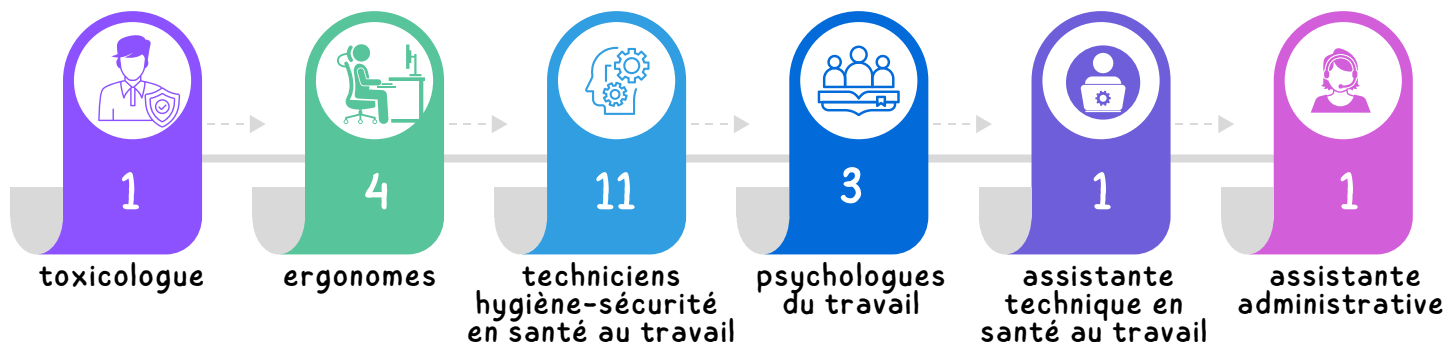 1
toxicologue
4
ergonomes
11
techniciens
hygiène-sécurité
en santé au travail
3
psychologues
du travail
1
assistante
technique en
santé au travail
1
assistante
administrative